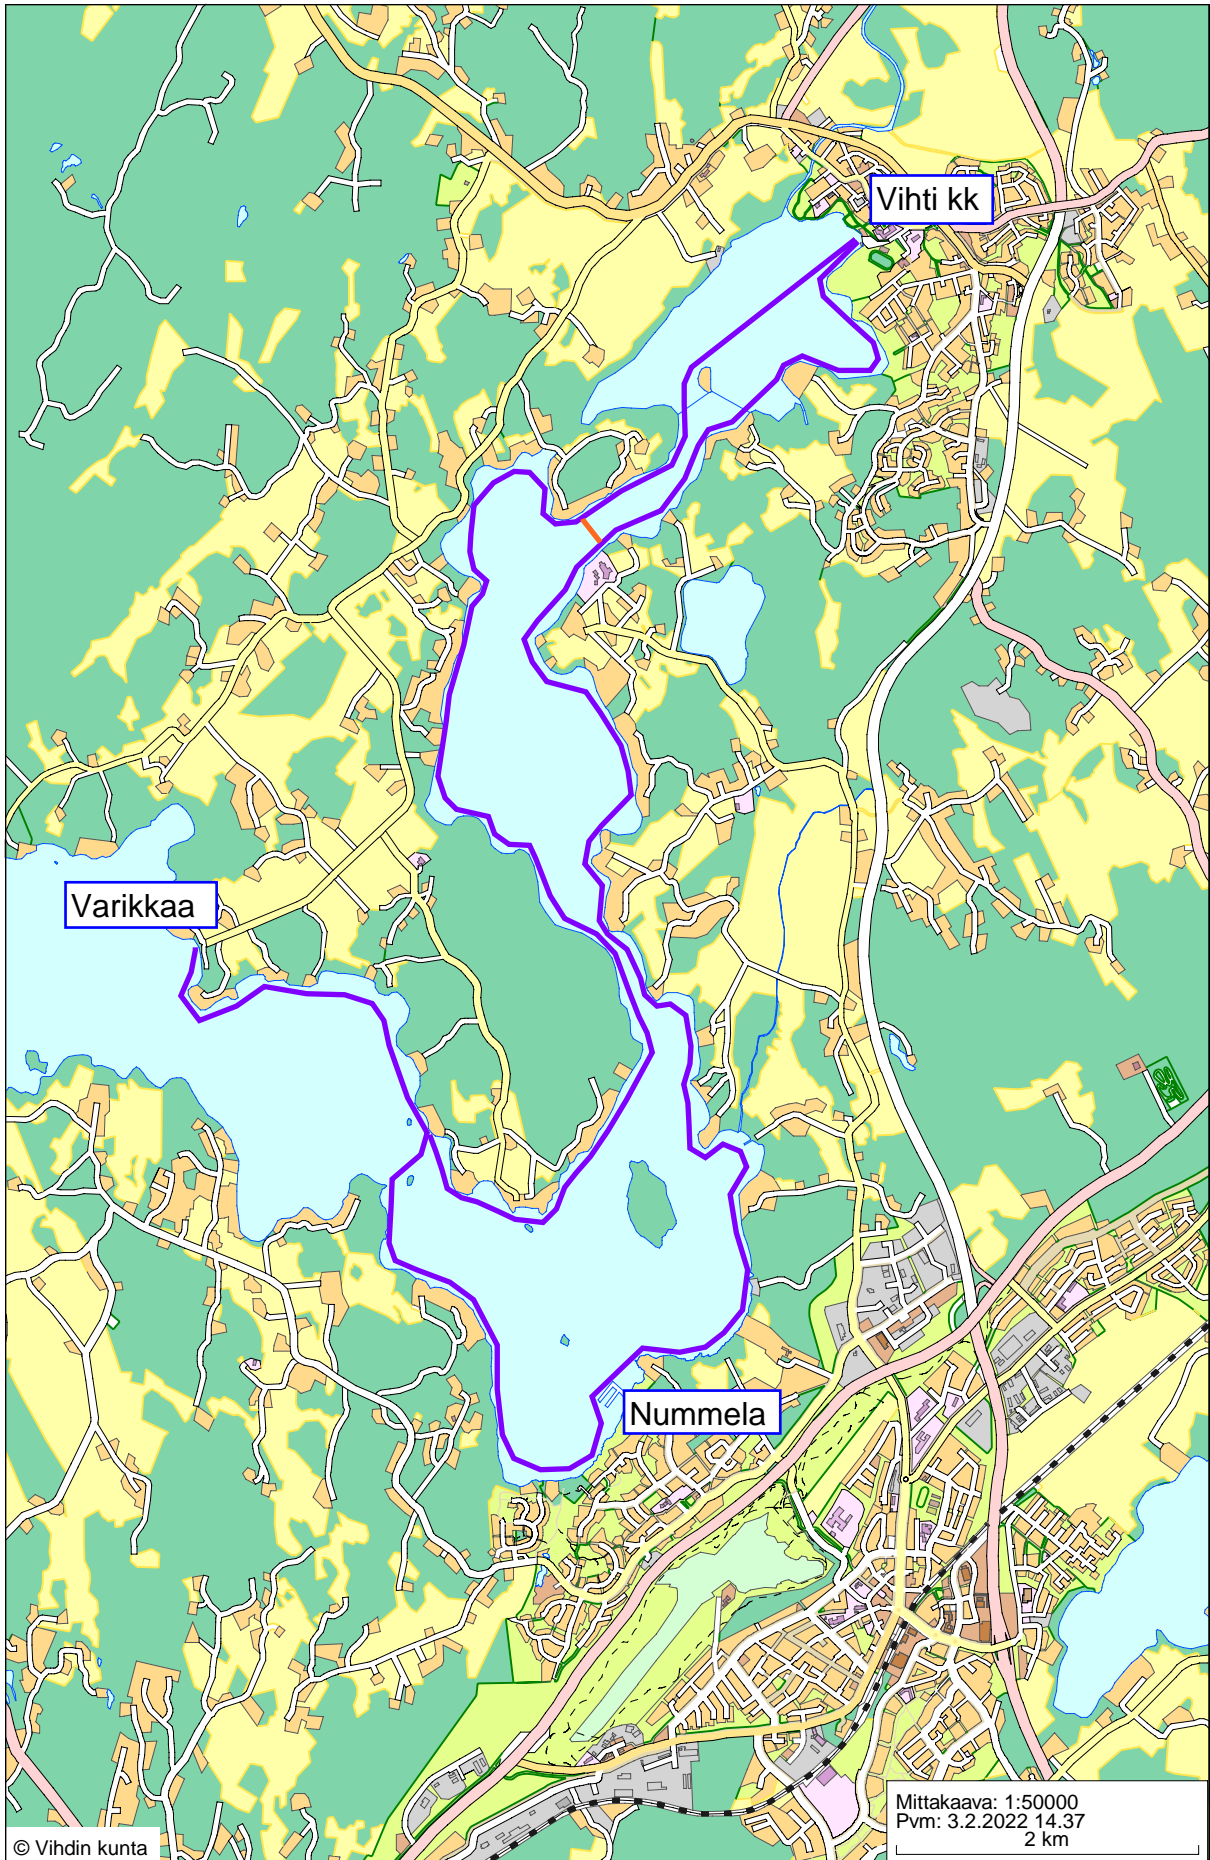 Vihti kk
Varikkaa
Nummela
Mittakaava: 1:50000
Pvm: 3.2.2022 14.37
2 km
© Vihdin kunta